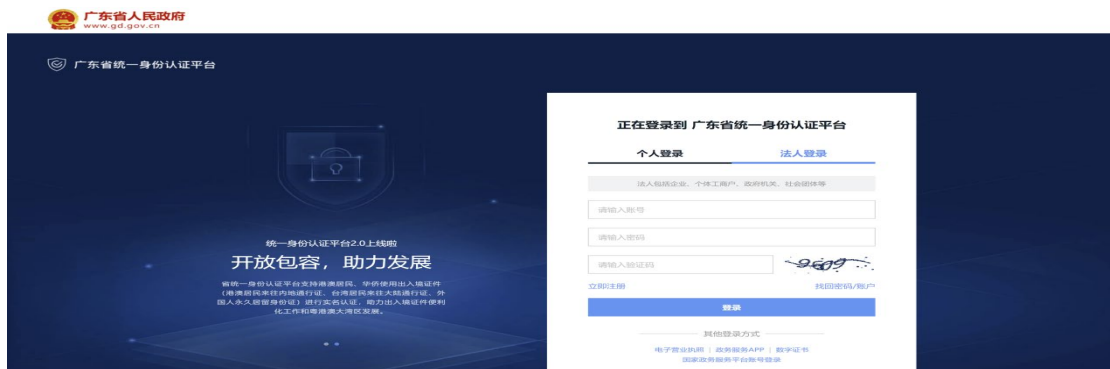 广东省人民政府
www.gd.gov.cn
广东省统一身份认证平台
统一身份认证平台2.0上线啦
开放包容，助力发展
省统一身份认证平台支持港澳居民、华侨使用出入境证件
（港澳居民来往内地通行证、台湾居民来往大陆通行证、外
国人永久居留身份证）进行实名认证，助力出入境证件便利
化工作和粤港澳大湾区发展。
正在登录到 广东省统一身份认证平台
个人登录 法人登录
法人包括企业、个体工商户、政府机关、社会团体等
请输入账号
请输入密码
请输入验证码
立即注册 找回密码/账户
登录
其他登录方式
电子营业执照 | 政务服务APP | 数字证书
国家政务服务平台账号登录